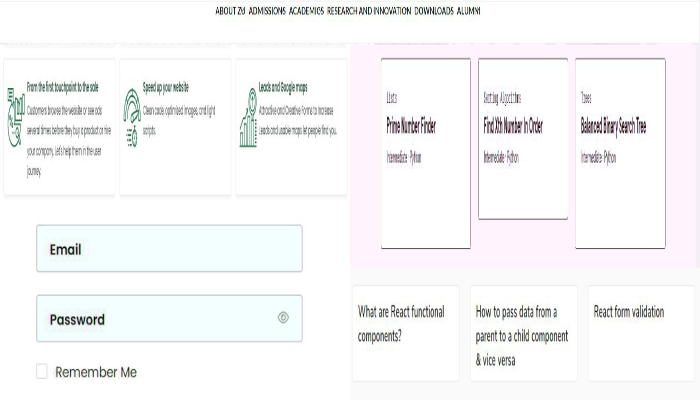 ABOUT ZU ADMISSIONS ACADEMICS RESEARCH AND INNOVATION DOWNLOADS ALUMNI
From the first touchpoint to the sale
Customers browse the website or see ads
several times before they buy a product or hire
your company. Let's help them in the user
journey.
Speed up your website
Clean code, optimized images, and light
scripts.
Leads and Google maps
Attractive and Creative Forms to increase
Leads and usable maps let people find you.
Lists
Prime Number Finder
Intermediate Python
Sorting Algorithms
Find Xth Number In Order
Intermediate Python
Trees
Balanced Binary Search Tree
Intermediate Python
Email
Password
Remember Me
What are React functional
components?
How to pass data from a
parent to a child component
& vice versa
React form validation